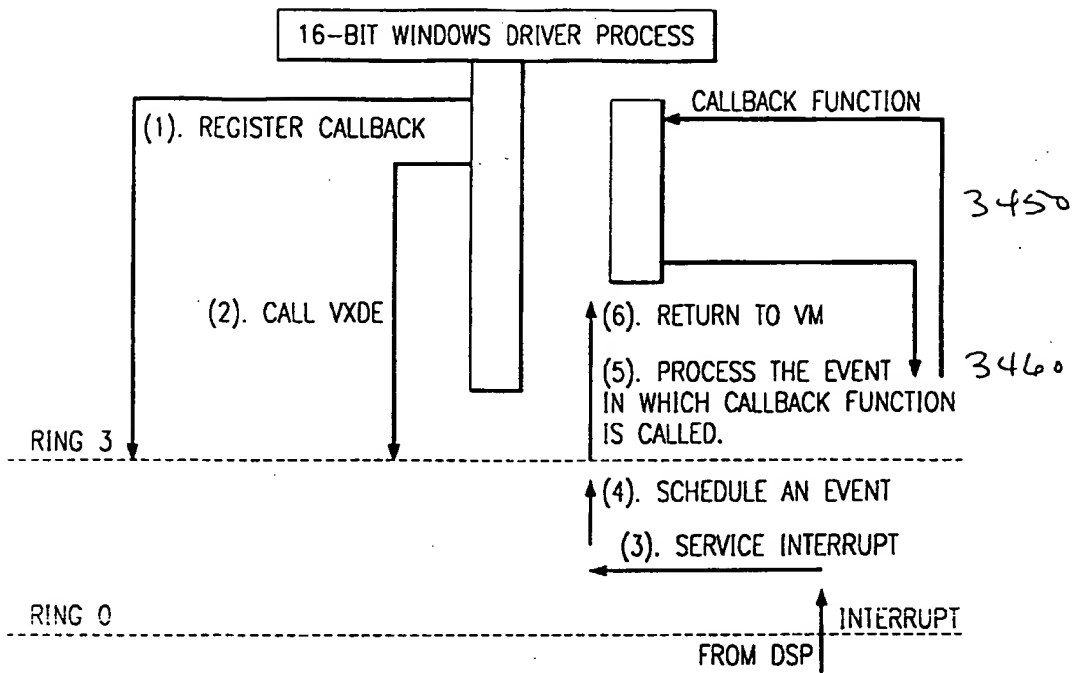 16-BIT WINDOWS DRIVER PROCESS
CALLBACK FUNCTION
(1). REGISTER CALLBACK
3450
(2). CALL VXDE
(6). RETURN TO VM
(5). PROCESS THE EVENT
IN WHICH CALLBACK FUNCTION
IS CALLED.
3460
RING 3
(4). SCHEDULE AN EVENT
(3). SERVICE INTERRUPT
RING 0
INTERRUPT
FROM DSP